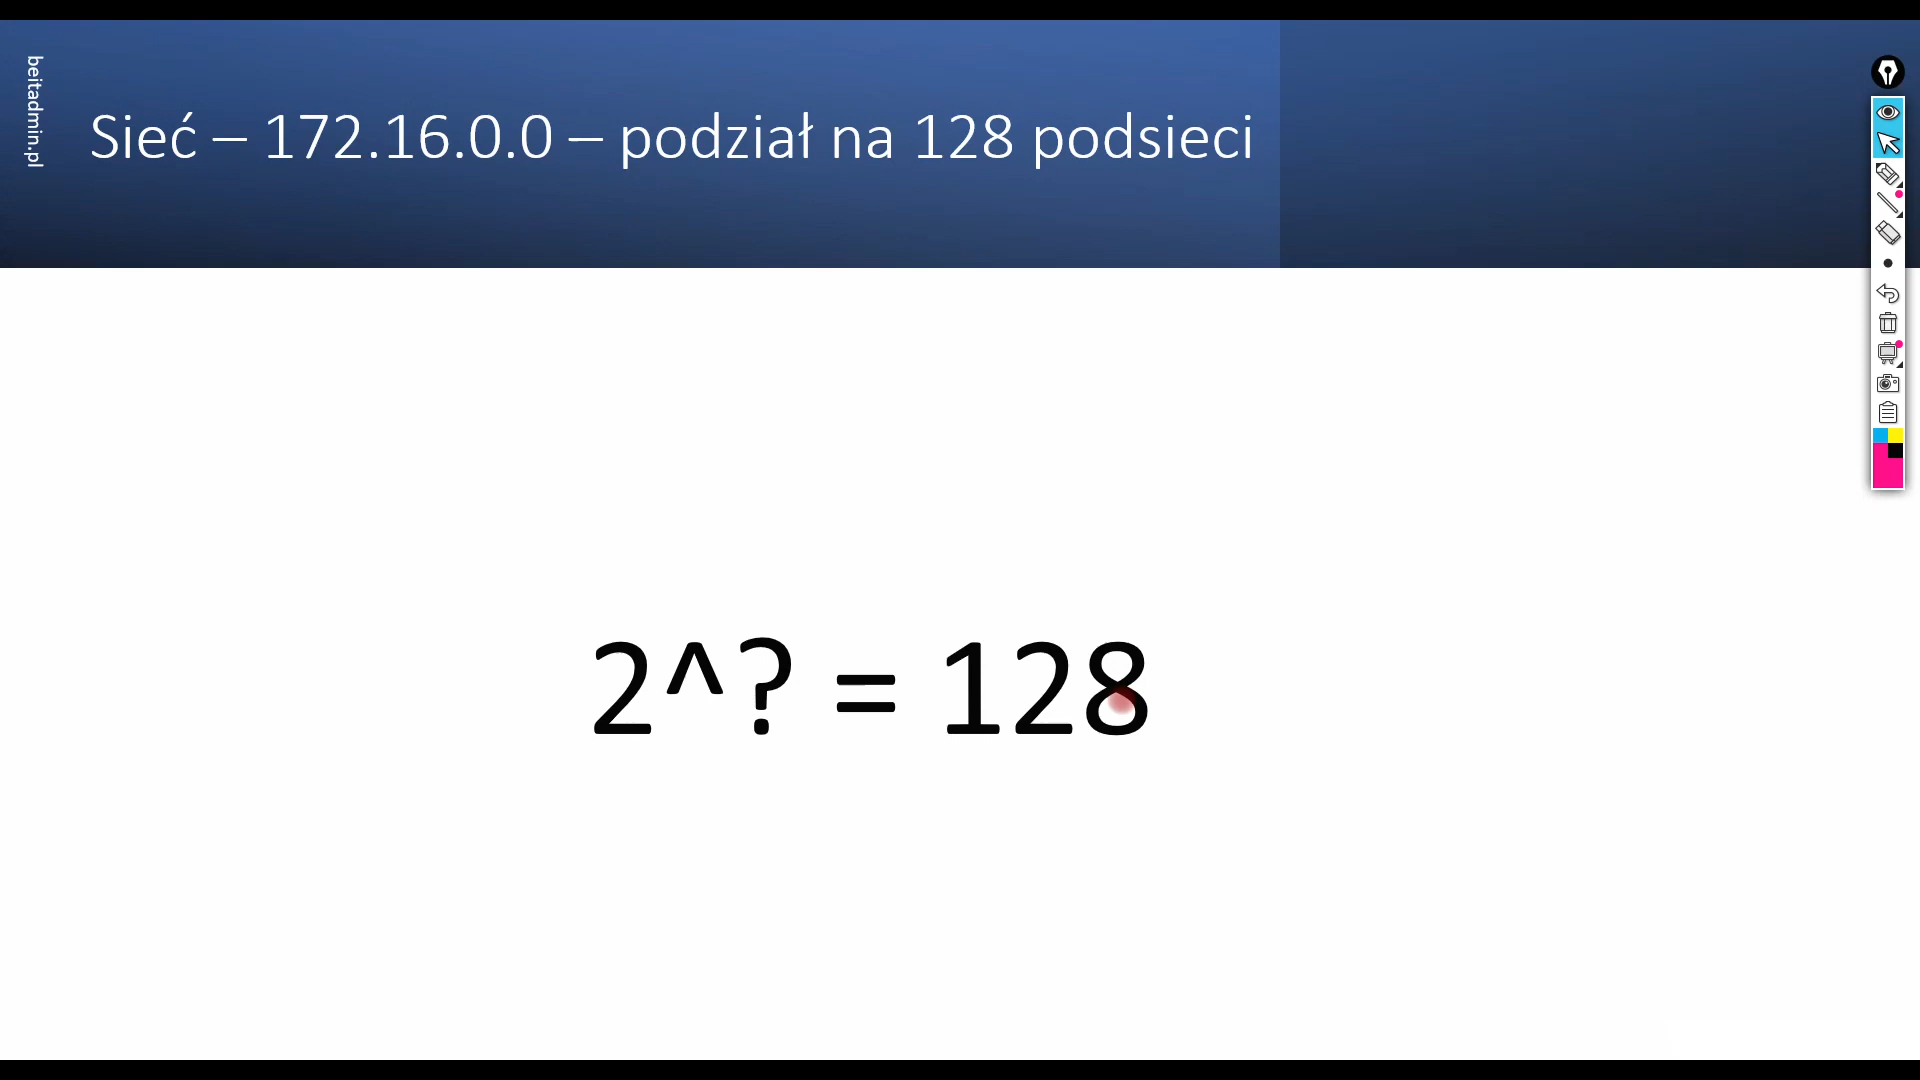 beitadmin.pl
Sieć – 172.16.0.0 – podział na 128 podsieci
2^? = 128